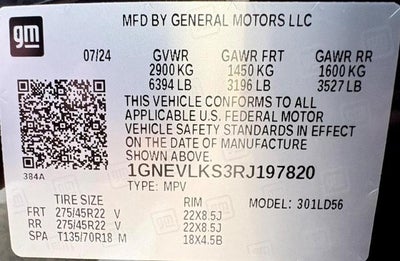 MFD BY GENERAL MOTORS LLC
gm
07/24 GVWR GAWR FRT GAWR RR
2900 KG 1450 KG 1600 KG
6394 LB 3196 LB 3527 LB
THIS VEHICLE CONFORMS TO ALL
APPLICABLE U.S. FEDERAL MOTOR
VEHICLE SAFETY STANDARDS IN EFFECT
ON THE DATE OF MANUFACTURE
SHOWN ABOVE.
384A
1GNEVLKS3RJ197820
TYPE: MPV
TIRE SIZE RIM MODEL: 301LD56
FRT 275/45R22 V 22X8.5J
RR 275/45R22 V 22X8.5J
SPA T135/70R18 M 18X4.5B